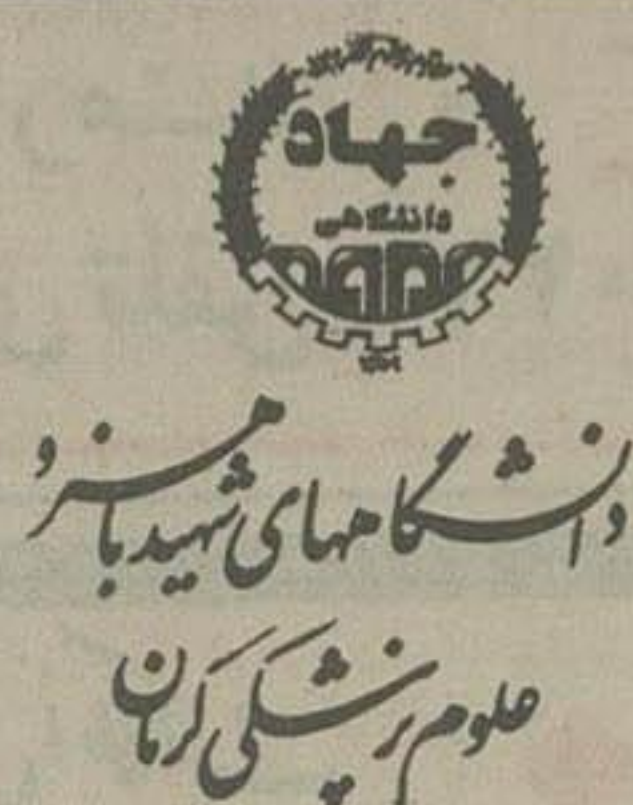 جهاد
دانشگاهی
دانشگاههای شهید باهنر و
علوم پزشکی کرمان